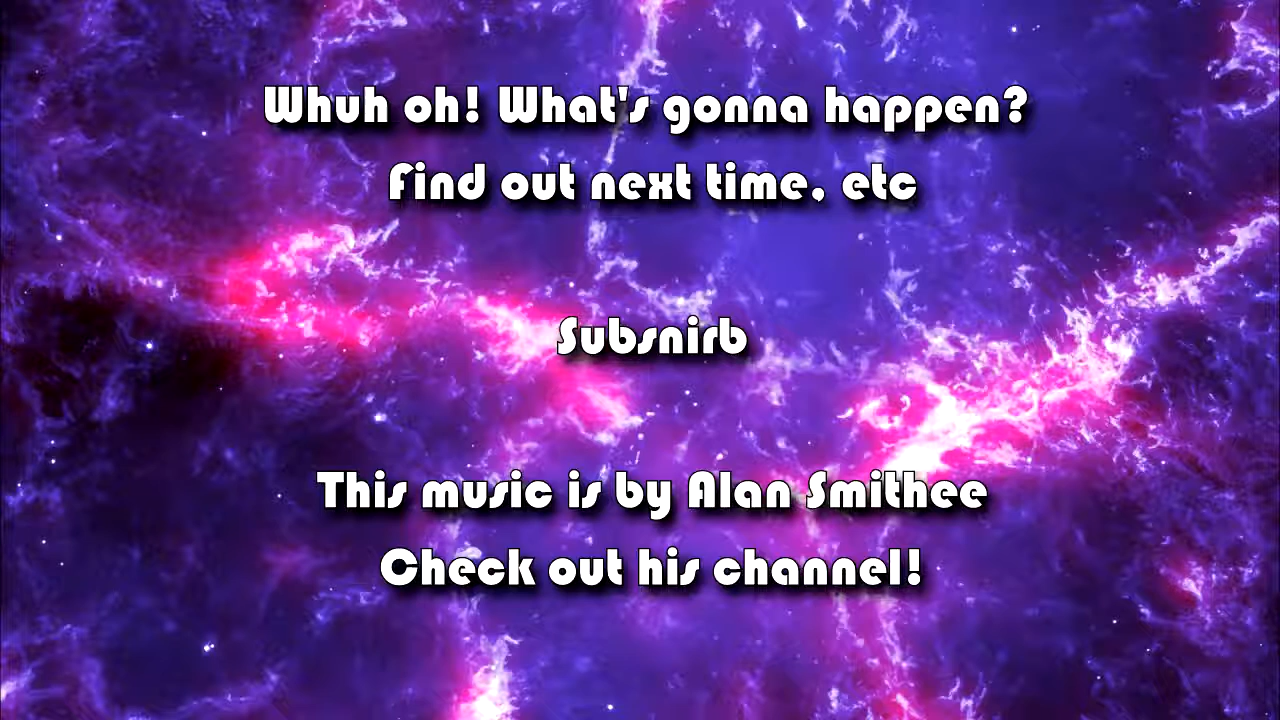 Whuh oh! What's gonna happen?
Find out next time, etc
Subsnirb
This music is by Alan Smithee
Check out his channel!